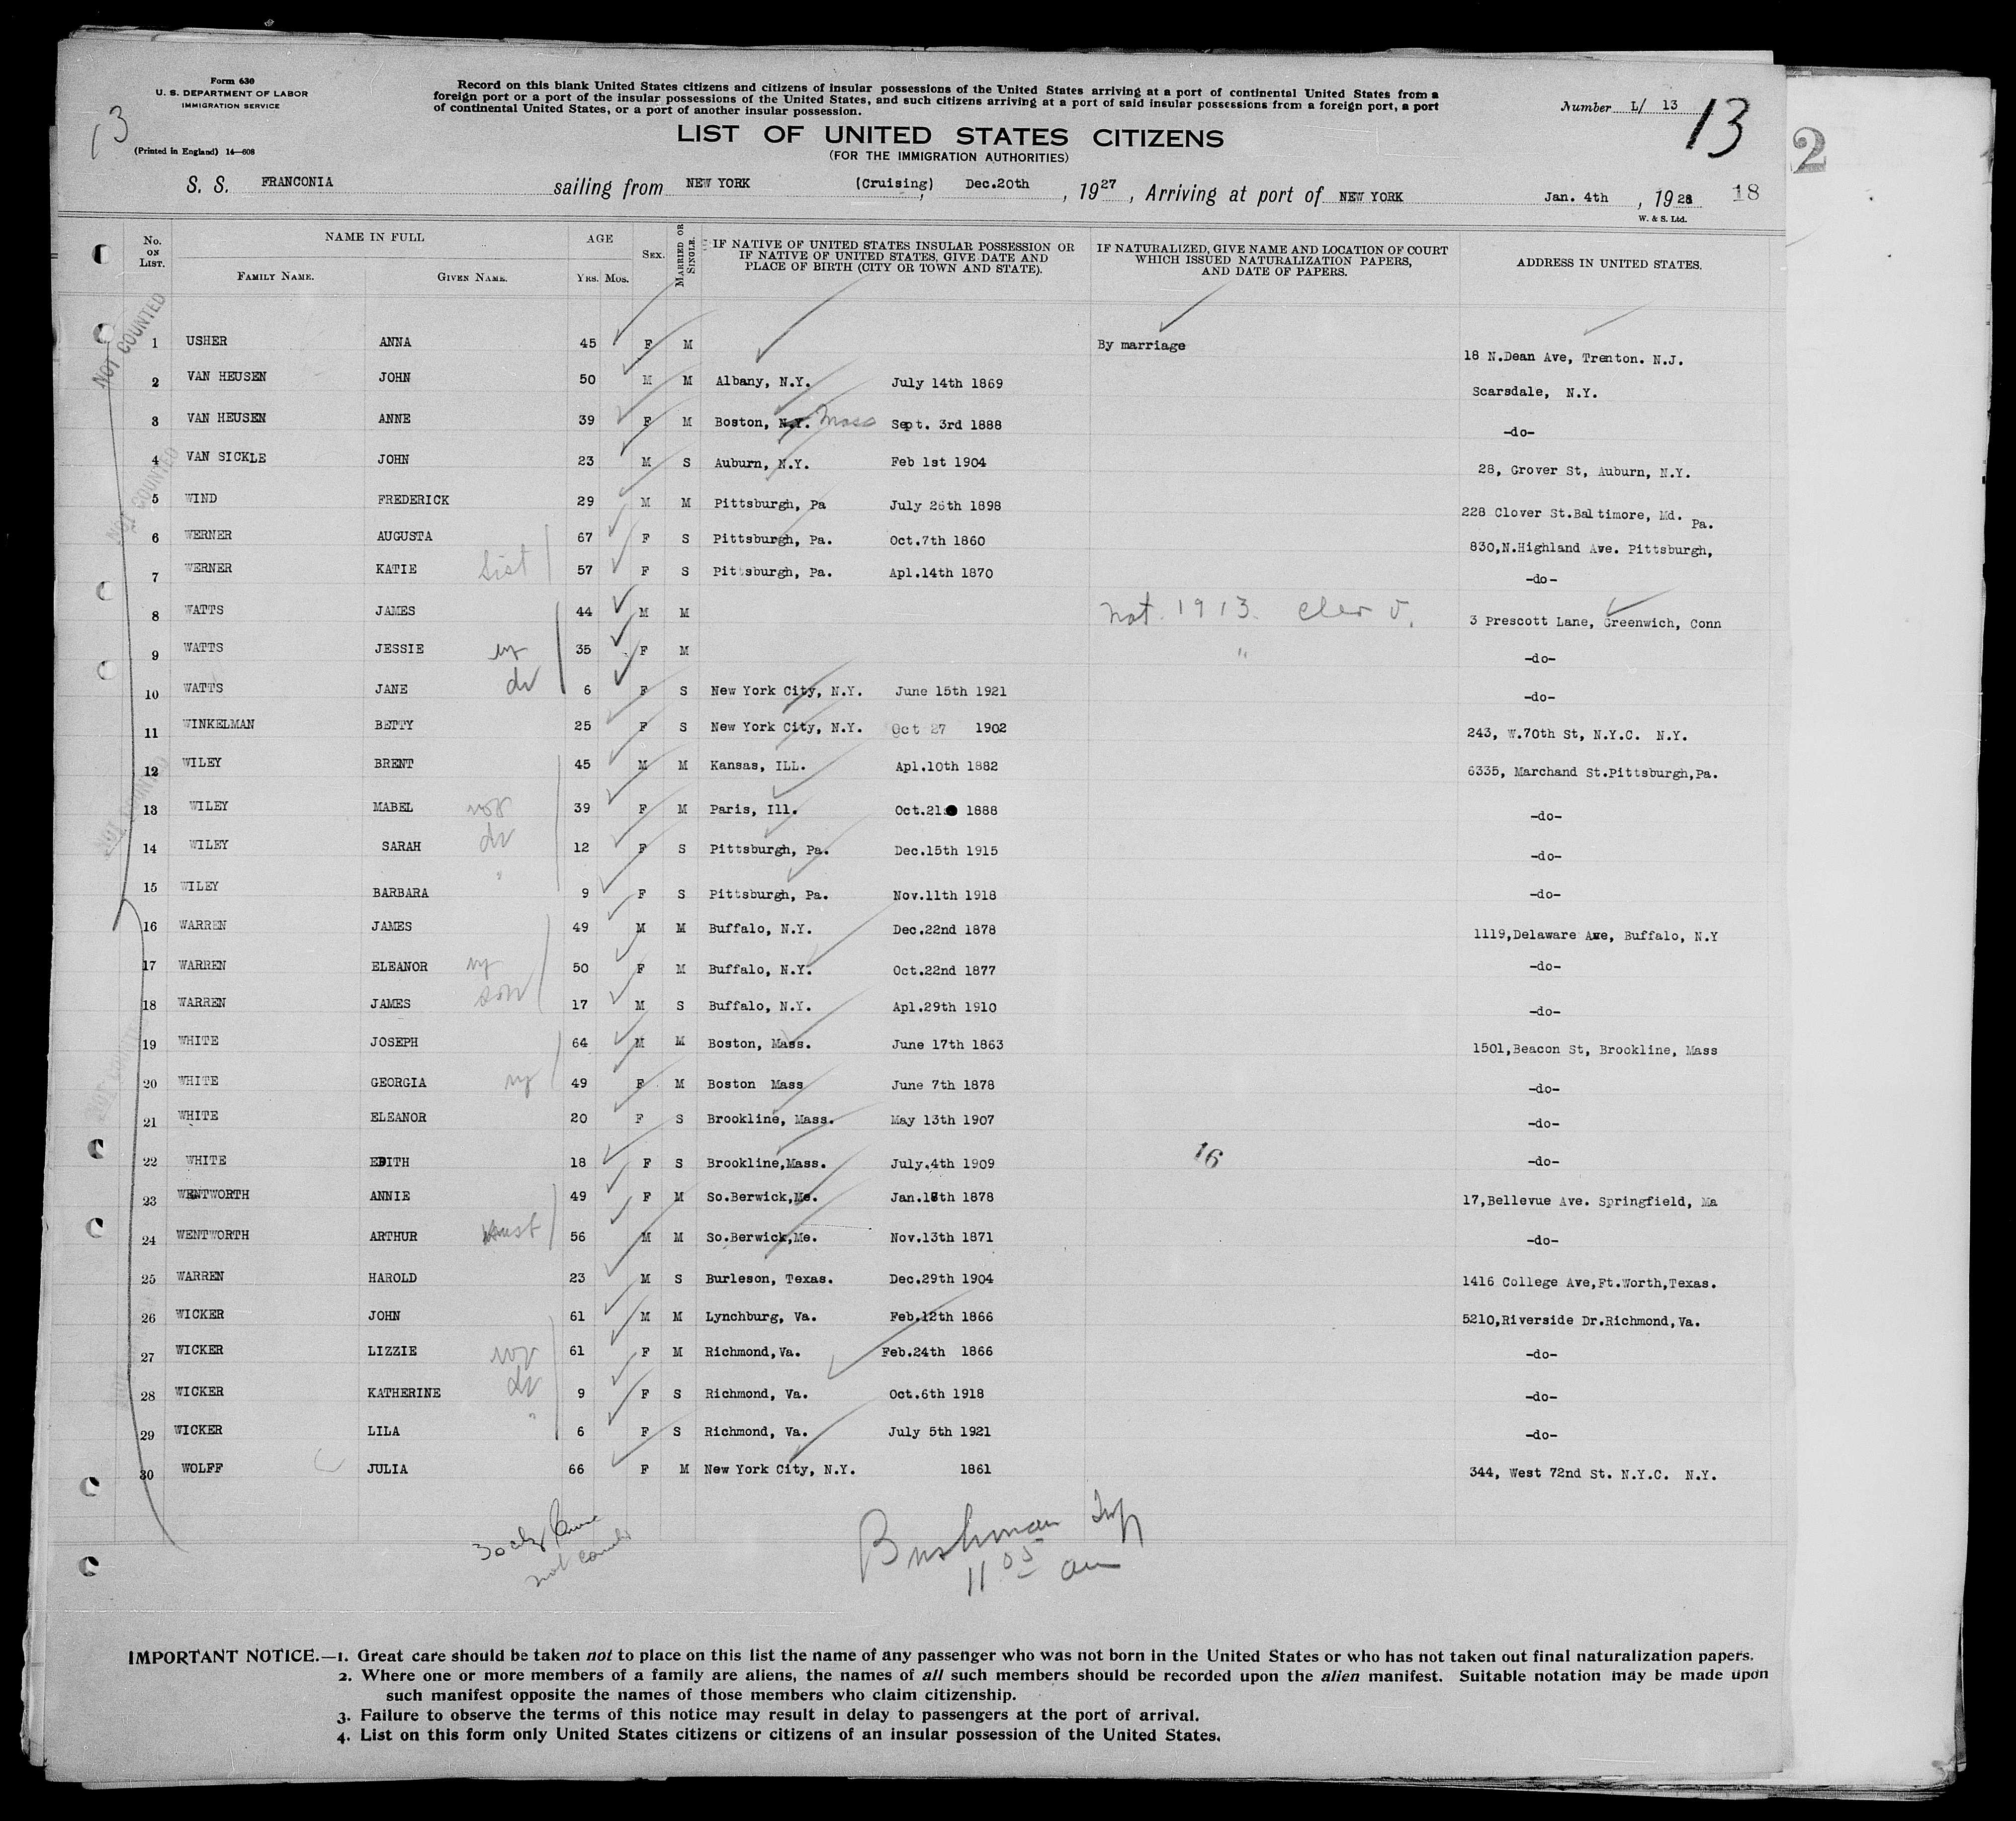 Form 630
U. S. DEPARTMENT OF LABOR
IMMIGRATION SERVICE
(Printed in England) 14—608
13
Record on this blank United States citizens and citizens of insular possessions of the United States arriving at a port of continental United States from a
foreign port or a port of the insular possessions of the United States, and such citizens arriving at a port of said insular possessions from a foreign port, a port
of continental United States, or a port of another insular possession.
Number L/ 13
13
2
LIST OF UNITED STATES CITIZENS
(FOR THE IMMIGRATION AUTHORITIES)
S. S. FRANCONIA sailing from NEW YORK (Cruising) Dec.20th, 1927, Arriving at port of NEW YORK Jan. 4th, 1928 18
W. & S. Ltd.
No. ON LIST. NAME IN FULL FAMILY NAME. GIVEN NAME. AGE YRS. MOS. SEX. MARRIED OR SINGLE. IF NATIVE OF UNITED STATES INSULAR POSSESSION OR IF NATIVE OF UNITED STATES, GIVE DATE AND PLACE OF BIRTH (CITY OR TOWN AND STATE). IF NATURALIZED, GIVE NAME AND LOCATION OF COURT WHICH ISSUED NATURALIZATION PAPERS, AND DATE OF PAPERS. ADDRESS IN UNITED STATES.
NOT COUNTED
1 USHER ANNA 45 F M By marriage 18 N.Dean Ave, Trenton. N.J.
2 VAN HEUSEN JOHN 50 M M Albany, N.Y. July 14th 1869 Scarsdale, N.Y.
3 VAN HEUSEN ANNE 39 F M Boston, N.Y. Mass Sept. 3rd 1888 -do-
NOT COUNTED
4 VAN SICKLE JOHN 23 M S Auburn, N.Y. Feb 1st 1904 28, Grover St, Auburn, N.Y.
5 WIND FREDERICK 29 M M Pittsburgh, Pa July 26th 1898 228 Clover St.Baltimore, Md.
6 WERNER AUGUSTA 67 F S Pittsburgh, Pa. Oct.7th 1860 830,N.Highland Ave. Pittsburgh, Pa.
7 WERNER KATIE Sist 57 F S Pittsburgh, Pa. Apl.14th 1870 -do-
8 WATTS JAMES 44 M M nat. 1913. 3 Prescott Lane, Greenwich, Conn
9 WATTS JESSIE 35 F M " -do-
10 WATTS JANE 6 F S New York City, N.Y. June 15th 1921 -do-
11 WINKELMAN BETTY 25 F S New York City, N.Y. Oct 27 1902 243, W.70th St, N.Y.C. N.Y.
12 WILEY BRENT 45 M M Kansas, ILL. Apl.10th 1882 6335, Marchand St.Pittsburgh,Pa.
13 WILEY MABEL 39 F M Paris, Ill. Oct.21 1888 -do-
14 WILEY SARAH 12 F S Pittsburgh, Pa. Dec.15th 1915 -do-
15 WILEY BARBARA " 9 F S Pittsburgh, Pa. Nov.11th 1918 -do-
16 WARREN JAMES 49 M M Buffalo, N.Y. Dec.22nd 1878 1119,Delaware Ave, Buffalo, N.Y
17 WARREN ELEANOR 50 F M Buffalo, N.Y. Oct.22nd 1877 -do-
18 WARREN JAMES son 17 M S Buffalo, N.Y. Apl.29th 1910 -do-
19 WHITE JOSEPH 64 M M Boston, Mass. June 17th 1863 1501,Beacon St, Brookline, Mass
20 WHITE GEORGIA 49 F M Boston Mass June 7th 1878 -do-
21 WHITE ELEANOR 20 F S Brookline, Mass. May 13th 1907 -do-
22 WHITE EDITH 18 F S Brookline,Mass. July.4th 1909 16 -do-
23 WENTWORTH ANNIE 49 F M So.Berwick,Me. Jan.18th 1878 17,Bellevue Ave. Springfield, Ma
24 WENTWORTH ARTHUR 56 M M So.Berwick,Me. Nov.13th 1871 -do-
25 WARREN HAROLD 23 M S Burleson, Texas. Dec.29th 1904 1416 College Ave,Ft.Worth,Texas.
26 WICKER JOHN 61 M M Lynchburg, Va. Feb.12th 1866 5210,Riverside Dr.Richmond,Va.
27 WICKER LIZZIE 61 F M Richmond,Va. Feb.24th 1866 -do-
28 WICKER KATHERINE 9 F S Richmond, Va. Oct.6th 1918 -do-
29 WICKER LILA " 6 F S Richmond, Va. July 5th 1921 -do-
30 WOLFF JULIA 66 F M New York City, N.Y. 1861 344, West 72nd St. N.Y.C. N.Y.
Bushman Insp
11 05 am
IMPORTANT NOTICE.—1. Great care should be taken not to place on this list the name of any passenger who was not born in the United States or who has not taken out final naturalization papers.
2. Where one or more members of a family are aliens, the names of all such members should be recorded upon the alien manifest. Suitable notation may be made upon
such manifest opposite the names of those members who claim citizenship.
3. Failure to observe the terms of this notice may result in delay to passengers at the port of arrival.
4. List on this form only United States citizens or citizens of an insular possession of the United States.